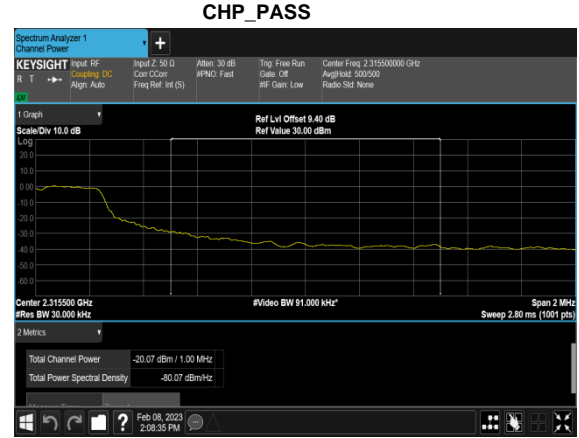 CHP_PASS
Spectrum Analyzer 1
Channel Power
KEYSIGHT
R T
Input: RF
Coupling: DC
Align: Auto
Input Z: 50 Ω
Corr CCorr
Freq Ref: Int (S)
Atten: 30 dB
#PNO: Fast
Trig: Free Run
Gate: Off
#IF Gain: Low
Center Freq: 2.315500000 GHz
Avg|Hold: 500/500
Radio Std: None
1 Graph
Scale/Div 10.0 dB
Ref Lvl Offset 9.40 dB
Ref Value 30.00 dBm
Log
20.0
10.0
0.00
-10.0
-20.0
-30.0
-40.0
-50.0
-60.0
Center 2.315500 GHz
#Res BW 30.000 kHz
#Video BW 91.000 kHz*
Span 2 MHz
Sweep 2.80 ms (1001 pts)
2 Metrics
Total Channel Power -20.07 dBm / 1.00 MHz
Total Power Spectral Density -80.07 dBm/Hz
?
Feb 08, 2023
2:08:35 PM